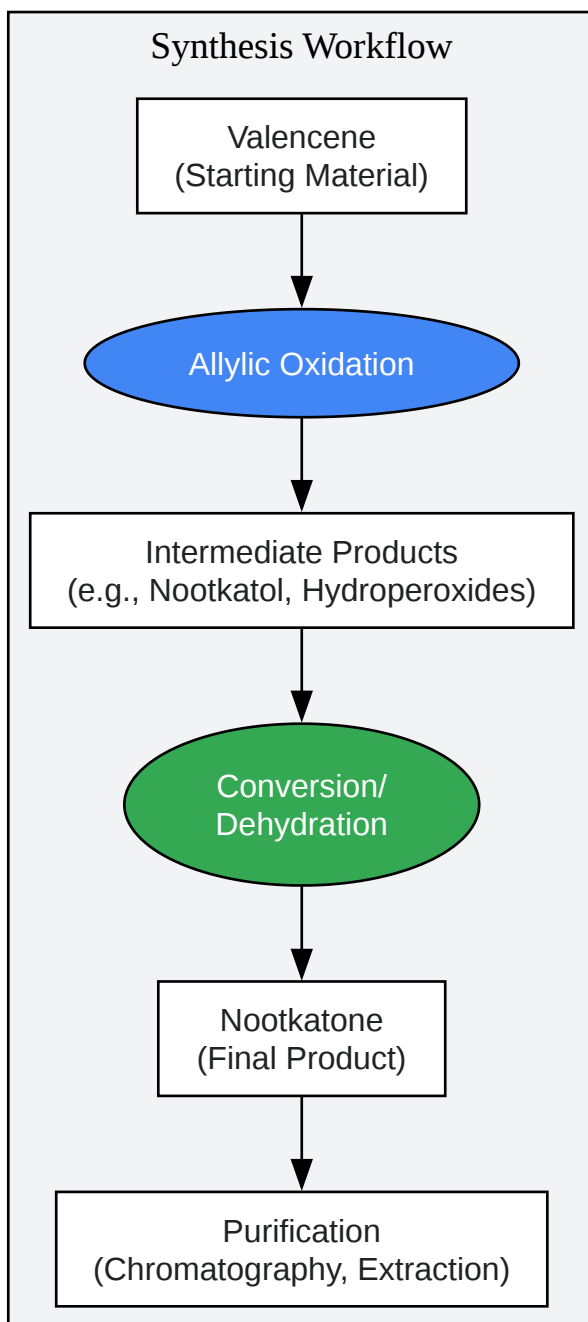 Synthesis Workflow
Valencene
(Starting Material)
Allylic Oxidation
Intermediate Products
(e.g., Nootkatol, Hydroperoxides)
Conversion/
Dehydration
Nootkatone
(Final Product)
Purification
(Chromatography, Extraction)